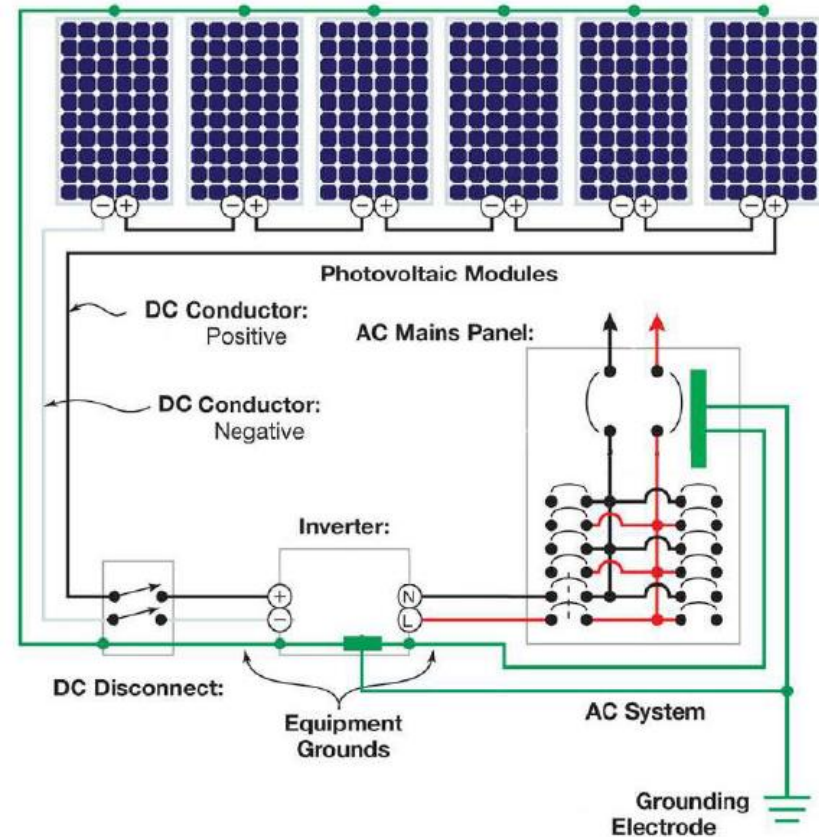 − + − + − + − + − + − +
Photovoltaic Modules
DC Conductor:
Positive
AC Mains Panel:
DC Conductor:
Negative
Inverter:
+ N
− L
DC Disconnect:
Equipment
Grounds
AC System
Grounding
Electrode